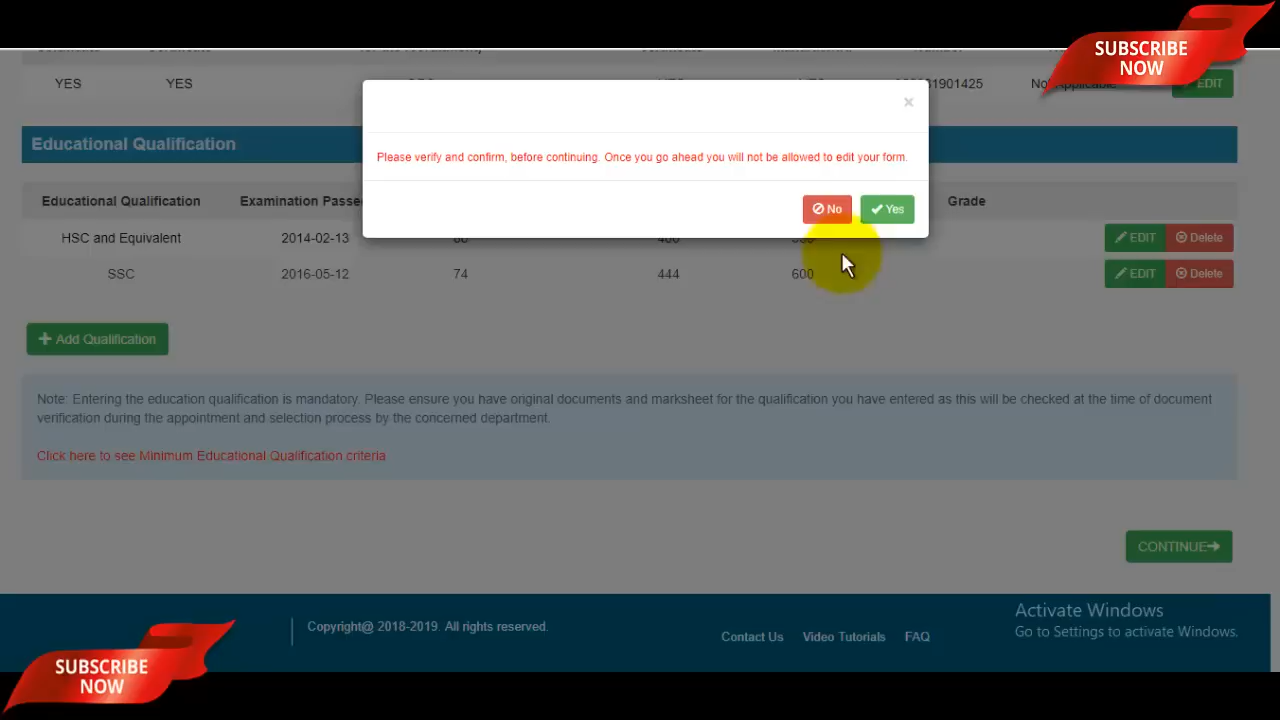 SUBSCRIBE
NOW
YES YES 01901425 EDIT
×
Educational Qualification
Please verify and confirm, before continuing. Once you go ahead you will not be allowed to edit your form.
No Yes
Educational Qualification Examination Passe Grade
HSC and Equivalent 2014-02-13 EDIT Delete
SSC 2016-05-12 74 444 600 EDIT Delete
Add Qualification
Note: Entering the education qualification is mandatory. Please ensure you have original documents and marksheet for the qualification you have entered as this will be checked at the time of document
verification during the appointment and selection process by the concerned department.
Click here to see Minimum Educational Qualification criteria
CONTINUE
Copyright@ 2018-2019. All rights reserved.
Contact Us Video Tutorials FAQ
Activate Windows
Go to Settings to activate Windows.
SUBSCRIBE
NOW